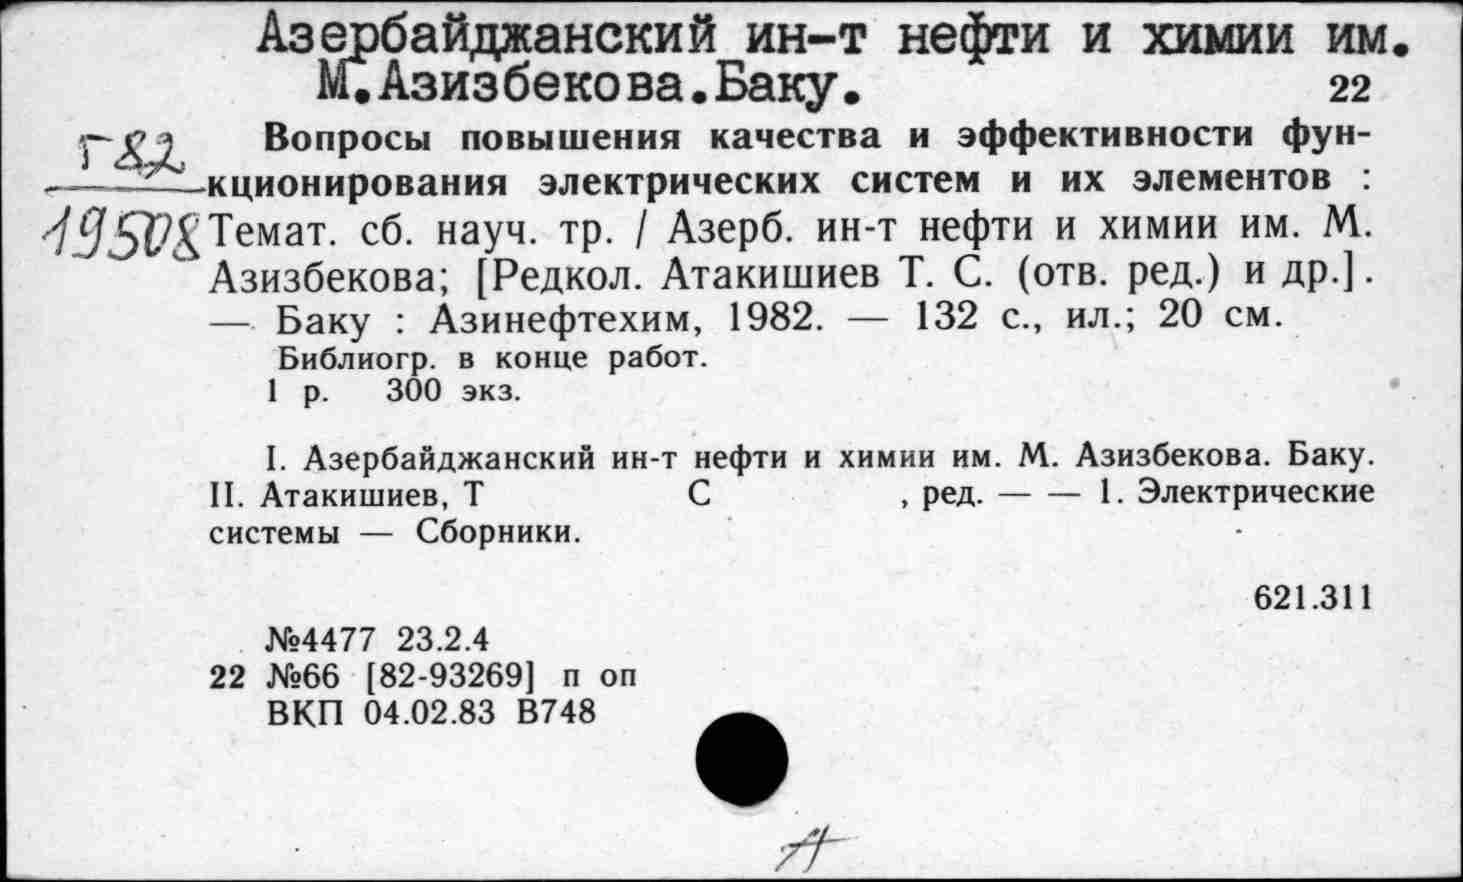 Азербайджанский ин-т нефти и химии им.
М.Азизбекова.Баку. 22
Г82
19508
Вопросы повышения качества и эффективности фун-
кционирования электрических систем и их элементов :
Темат. сб. науч. тр. / Азерб. ин-т нефти и химии им. М.
Азизбекова; [Редкол. Атакишиев Т. С. (отв. ред.) и др.].
— Баку : Азинефтехим, 1982. — 132 с., ил.; 20 см.
Библиогр. в конце работ.
1 р. 300 экз.
I. Азербайджанский ин-т нефти и химии им. М. Азизбекова. Баку.
II. Атакишиев, Т С , ред. — — 1. Электрические
системы — Сборники.
621.311
№4477 23.2.4
22 №66 [82-93269] п оп
ВКП 04.02.83 В748
А